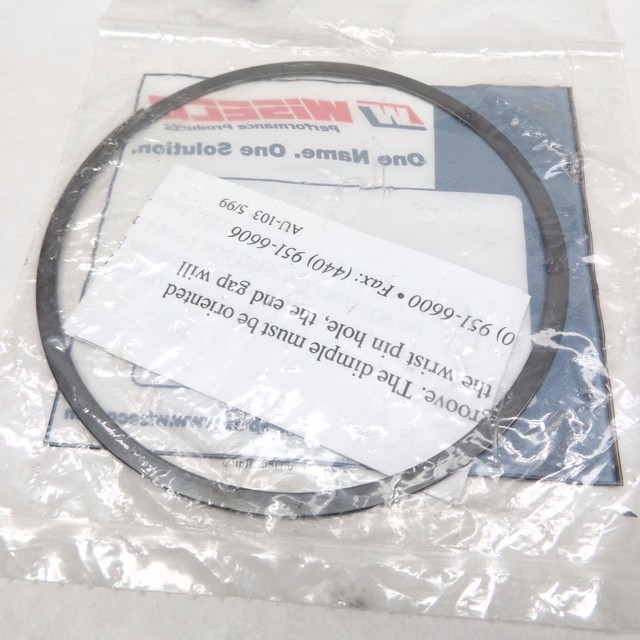 WISECO
Performance Products
One Name. One Solution.
groove. The dimple must be oriented
the wrist pin hole, the end gap will
0) 951-6600 • Fax: (440) 951-6606
AU-103 5/99
www.wiseco